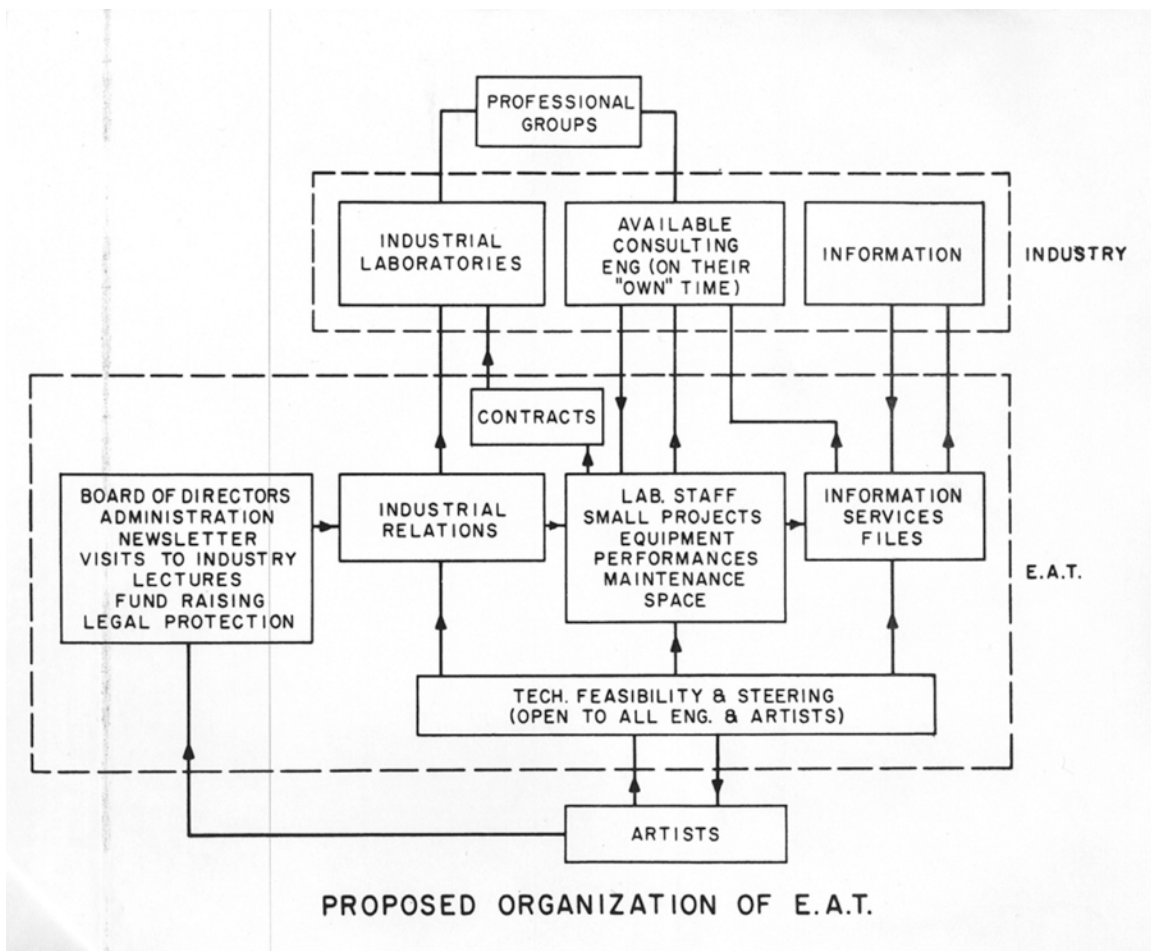 PROFESSIONAL
GROUPS
INDUSTRIAL
LABORATORIES
AVAILABLE
CONSULTING
ENG (ON THEIR
"OWN" TIME)
INFORMATION
INDUSTRY
CONTRACTS
BOARD OF DIRECTORS
ADMINISTRATION
NEWSLETTER
VISITS TO INDUSTRY
LECTURES
FUND RAISING
LEGAL PROTECTION
INDUSTRIAL
RELATIONS
LAB. STAFF
SMALL PROJECTS
EQUIPMENT
PERFORMANCES
MAINTENANCE
SPACE
INFORMATION
SERVICES
FILES
E.A.T.
TECH. FEASIBILITY & STEERING
(OPEN TO ALL ENG. & ARTISTS)
ARTISTS
PROPOSED ORGANIZATION OF E.A.T.